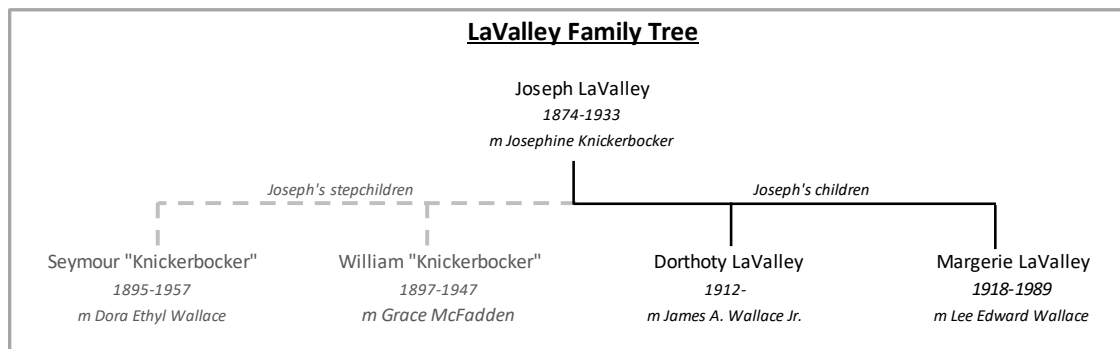 LaValley Family Tree
Joseph LaValley
1874-1933
m Josephine Knickerbocker
Joseph's stepchildren
Joseph's children
Seymour "Knickerbocker"
1895-1957
m Dora Ethyl Wallace
William "Knickerbocker"
1897-1947
m Grace McFadden
Dorthoty LaValley
1912-
m James A. Wallace Jr.
Margerie LaValley
1918-1989
m Lee Edward Wallace